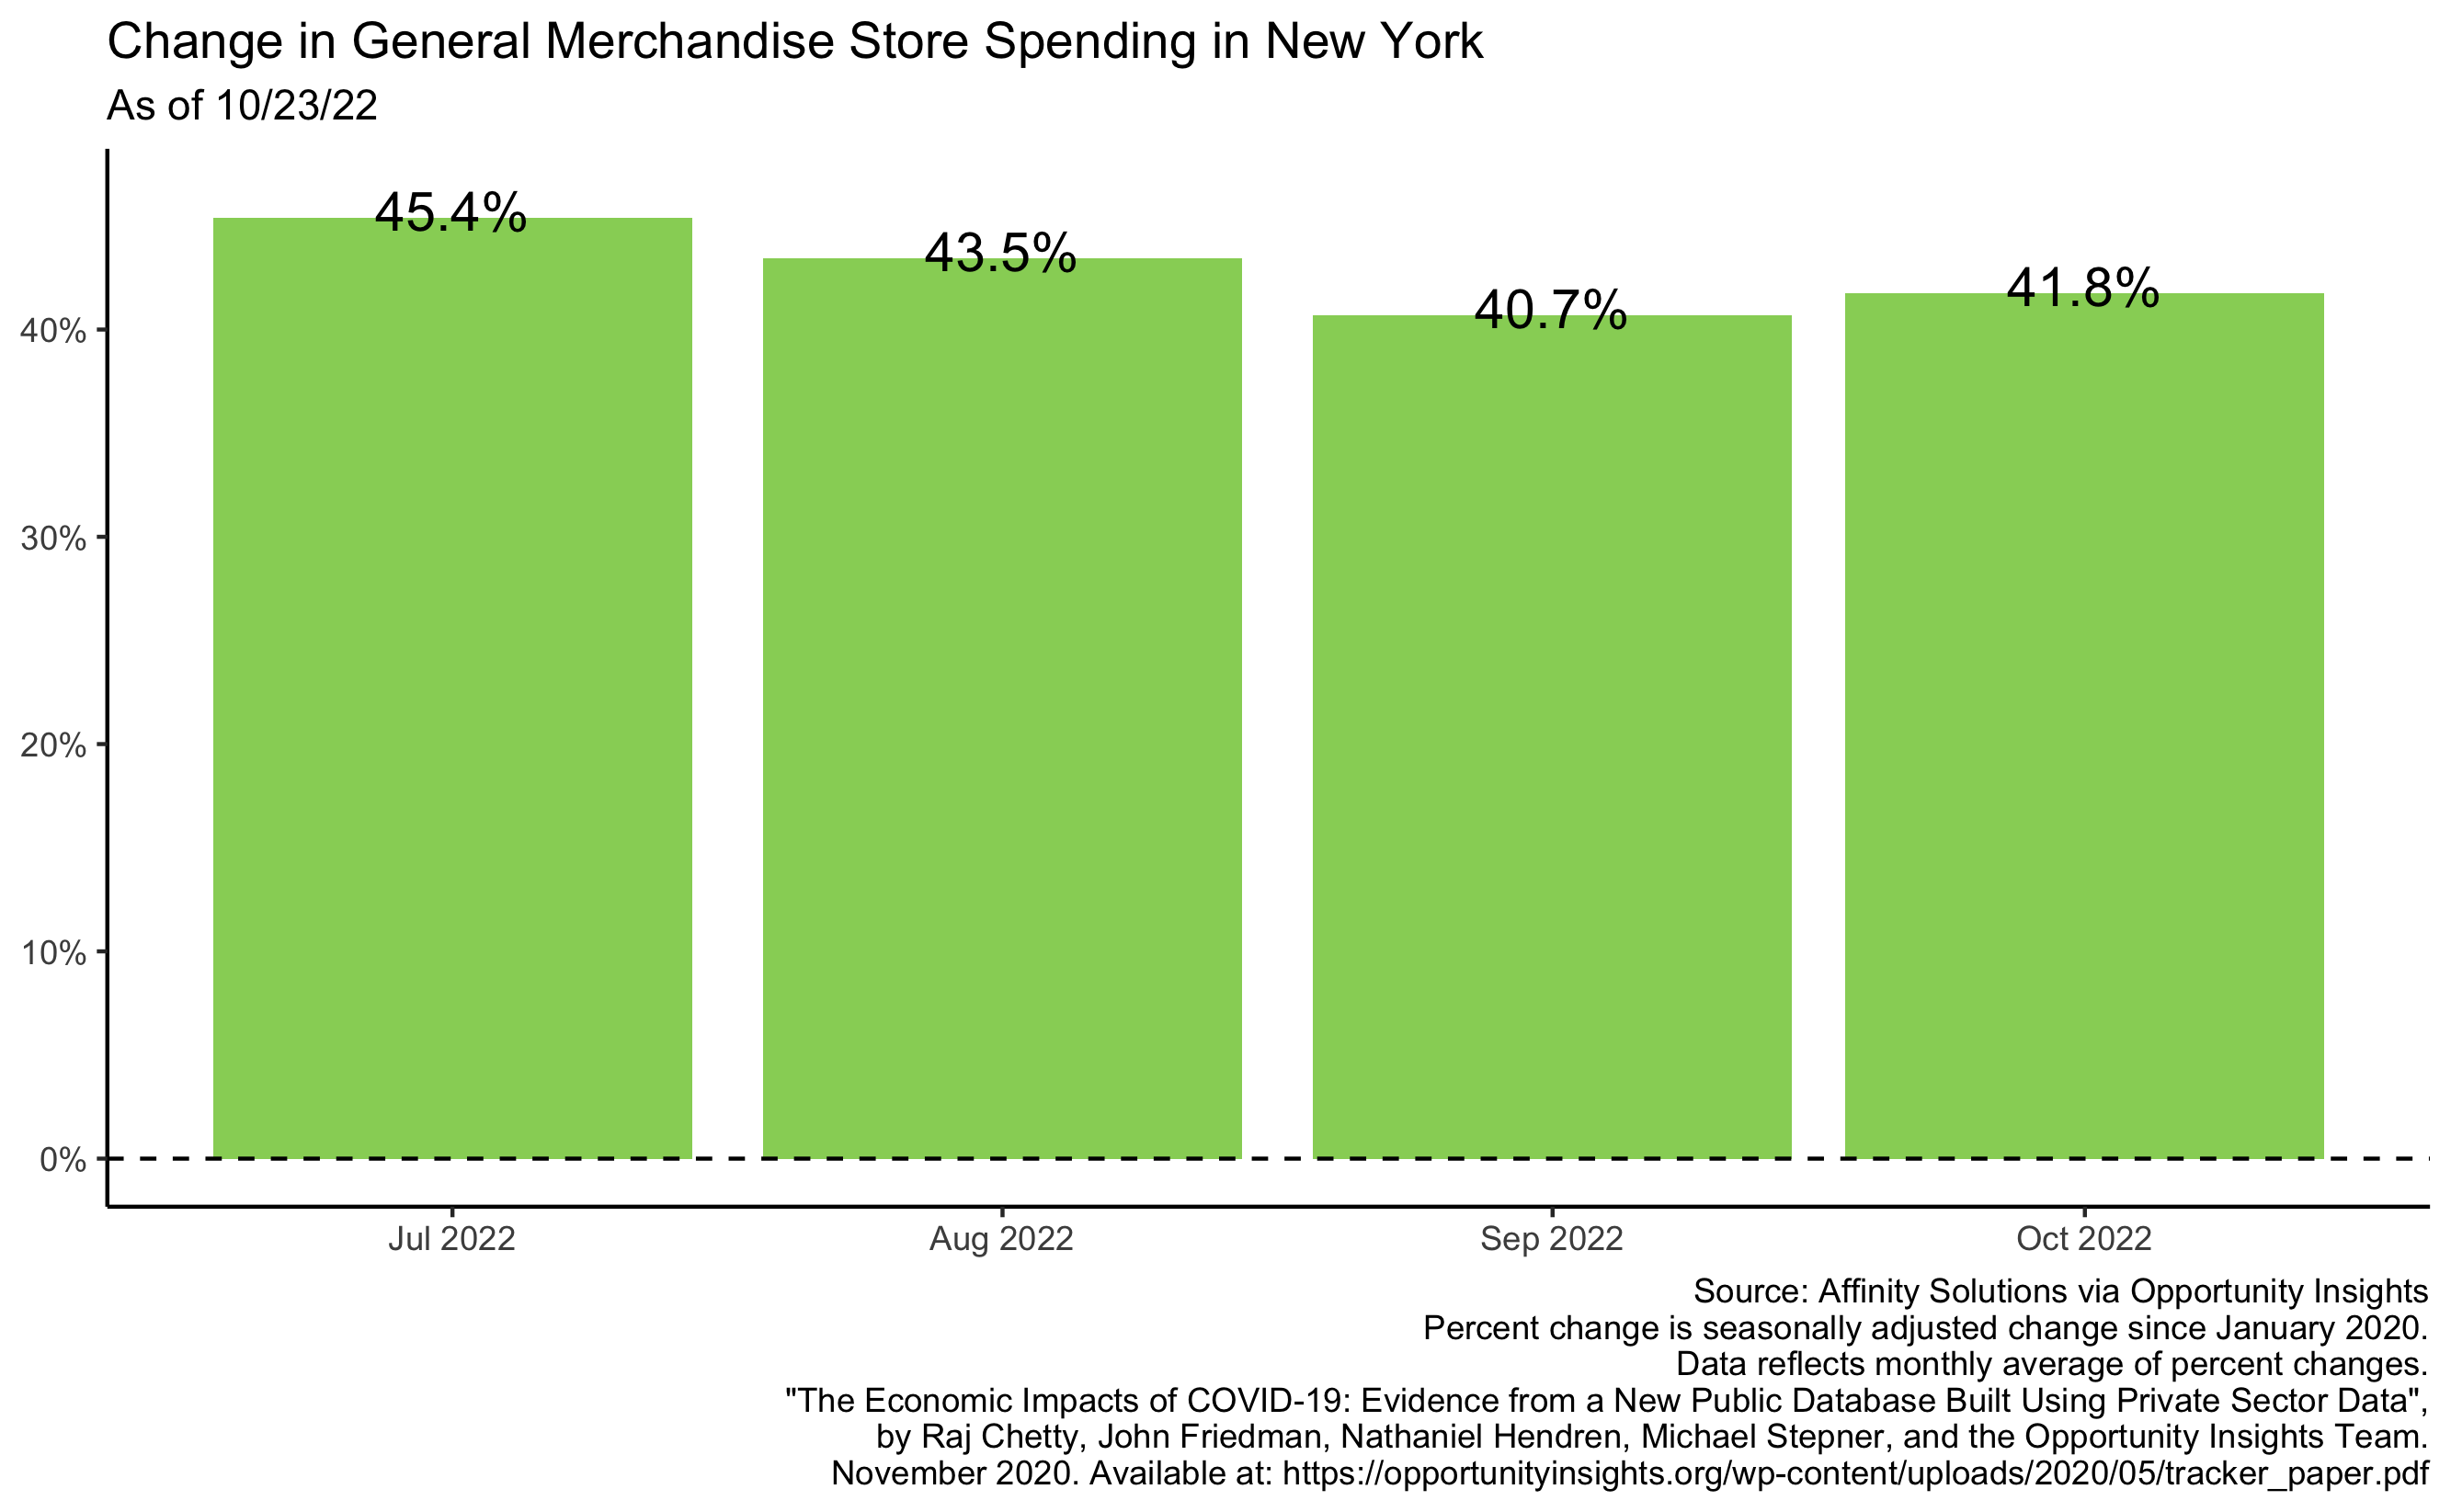 Change in General Merchandise Store Spending in New York
As of 10/23/22
45.4%
43.5%
40.7%
41.8%
40%
30%
20%
10%
0%
Jul 2022
Aug 2022
Sep 2022
Oct 2022
Source: Affinity Solutions via Opportunity Insights
Percent change is seasonally adjusted change since January 2020.
Data reflects monthly average of percent changes.
"The Economic Impacts of COVID-19: Evidence from a New Public Database Built Using Private Sector Data",
by Raj Chetty, John Friedman, Nathaniel Hendren, Michael Stepner, and the Opportunity Insights Team.
November 2020. Available at: https://opportunityinsights.org/wp-content/uploads/2020/05/tracker_paper.pdf